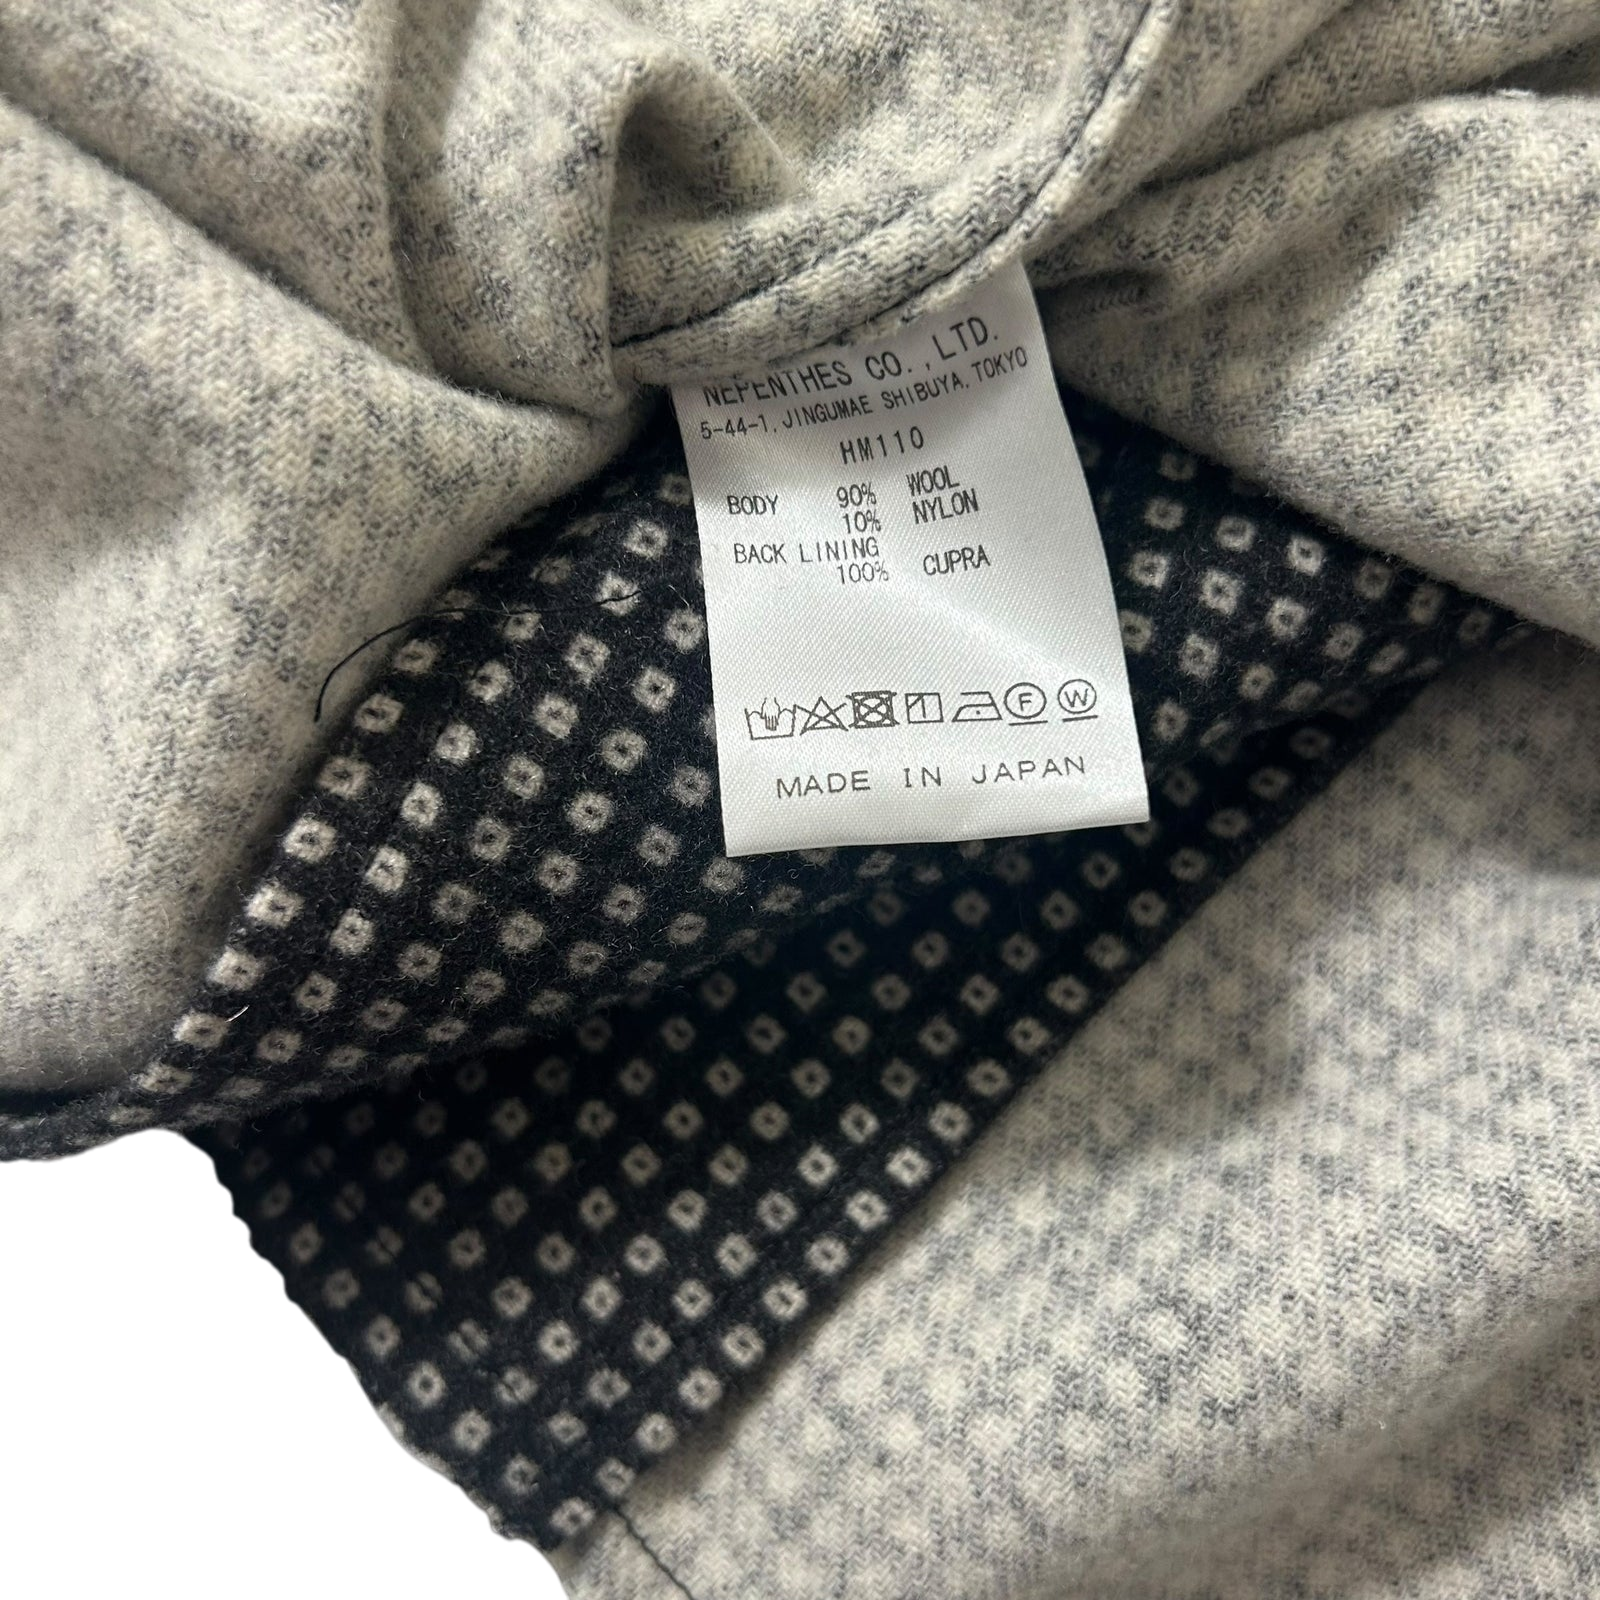 NEPENTHES CO., LTD.
5-44-1, JINGUMAE SHIBUYA, TOKYO
HM110
BODY 90% WOOL
10% NYLON
BACK LINING
100% CUPRA
F W
MADE IN JAPAN